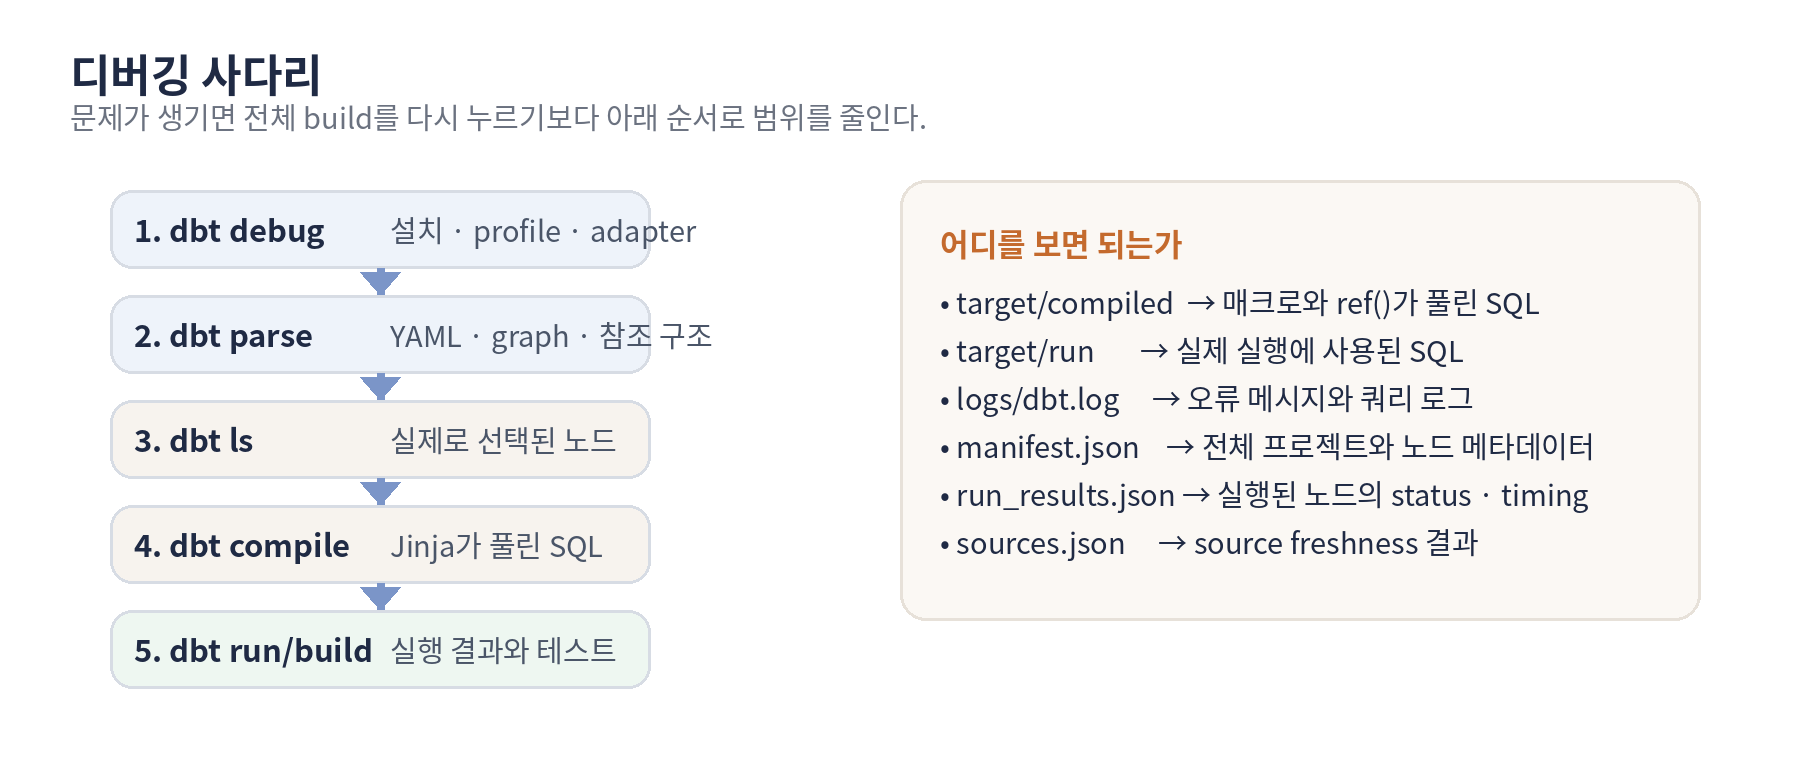 디버깅 사다리
문제가 생기면 전체 build를 다시 누르기보다 아래 순서로 범위를 줄인다.
1. dbt debug 설치 · profile · adapter
2. dbt parse YAML · graph · 참조 구조
3. dbt ls 실제로 선택된 노드
4. dbt compile Jinja가 풀린 SQL
5. dbt run/build 실행 결과와 테스트
어디를 보면 되는가
• target/compiled → 매크로와 ref()가 풀린 SQL
• target/run → 실제 실행에 사용된 SQL
• logs/dbt.log → 오류 메시지와 쿼리 로그
• manifest.json → 전체 프로젝트와 노드 메타데이터
• run_results.json → 실행된 노드의 status · timing
• sources.json → source freshness 결과